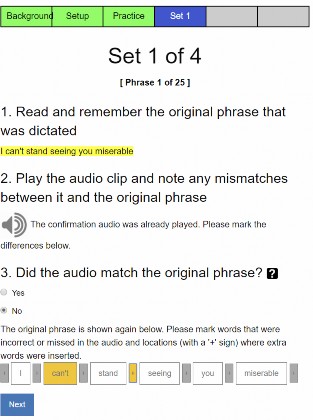 Background Setup Practice Set 1
Set 1 of 4
[ Phrase 1 of 25 ]
1. Read and remember the original phrase that
was dictated
I can't stand seeing you miserable
2. Play the audio clip and note any mismatches
between it and the original phrase
The confirmation audio was already played. Please mark the
differences below.
3. Did the audio match the original phrase? ?
Yes
No
The original phrase is shown again below. Please mark words that were
incorrect or missed in the audio and locations (with a '+' sign) where extra
words were inserted.
+ I + can't + stand + seeing + you + miserable +
Next